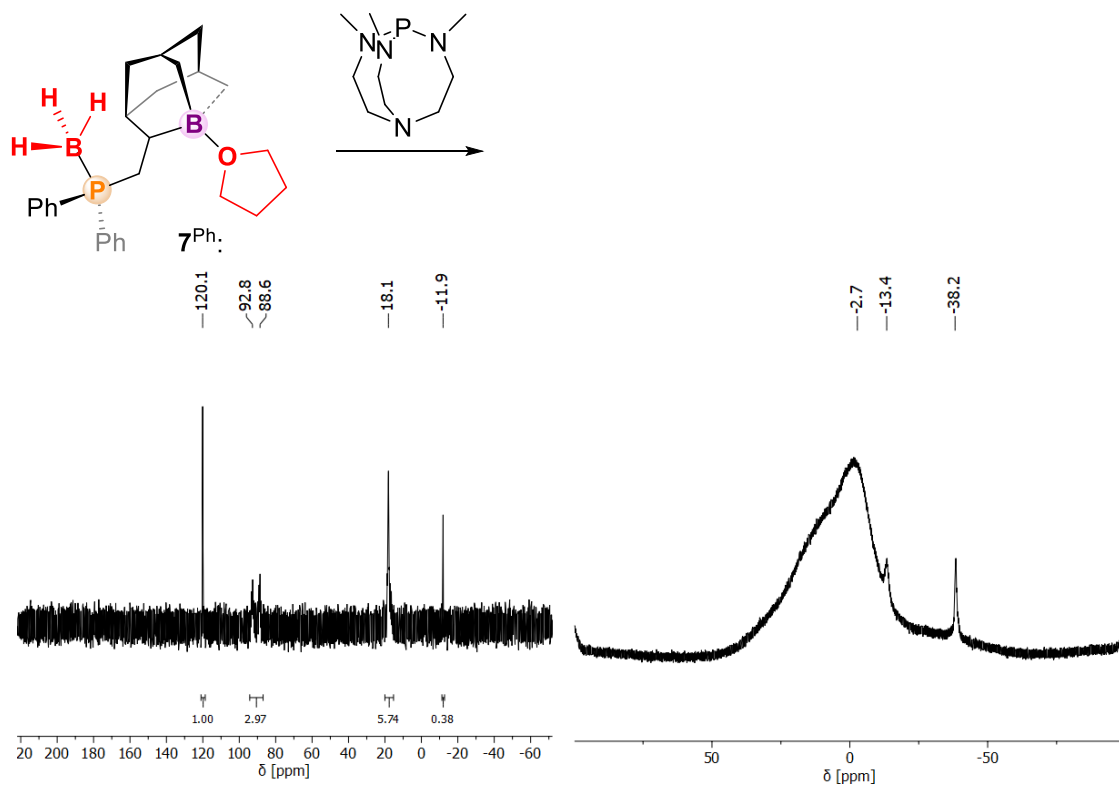 P
N
N
N
N
H
H
H
B
B
O
P
Ph
Ph
7Ph:
120.1
92.8
88.6
18.1
-11.9
-2.7
-13.4
-38.2
1.00
2.97
5.74
0.38
220 200 180 160 140 120 100 80 60 40 20 0 -20 -40 -60
δ [ppm]
50 0 -50
δ [ppm]